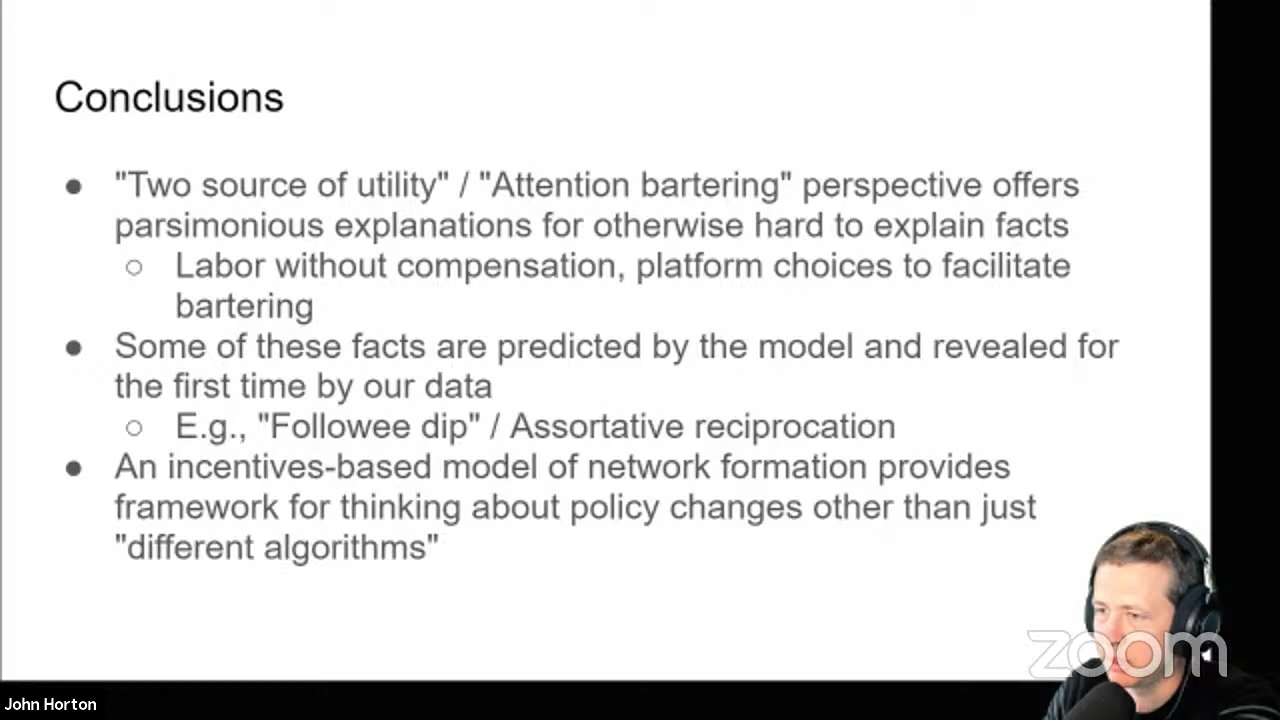 Conclusions
● "Two source of utility" / "Attention bartering" perspective offers
parsimonious explanations for otherwise hard to explain facts
○ Labor without compensation, platform choices to facilitate
bartering
● Some of these facts are predicted by the model and revealed for
the first time by our data
○ E.g., "Followee dip" / Assortative reciprocation
● An incentives-based model of network formation provides
framework for thinking about policy changes other than just
"different algorithms"
zoom
John Horton